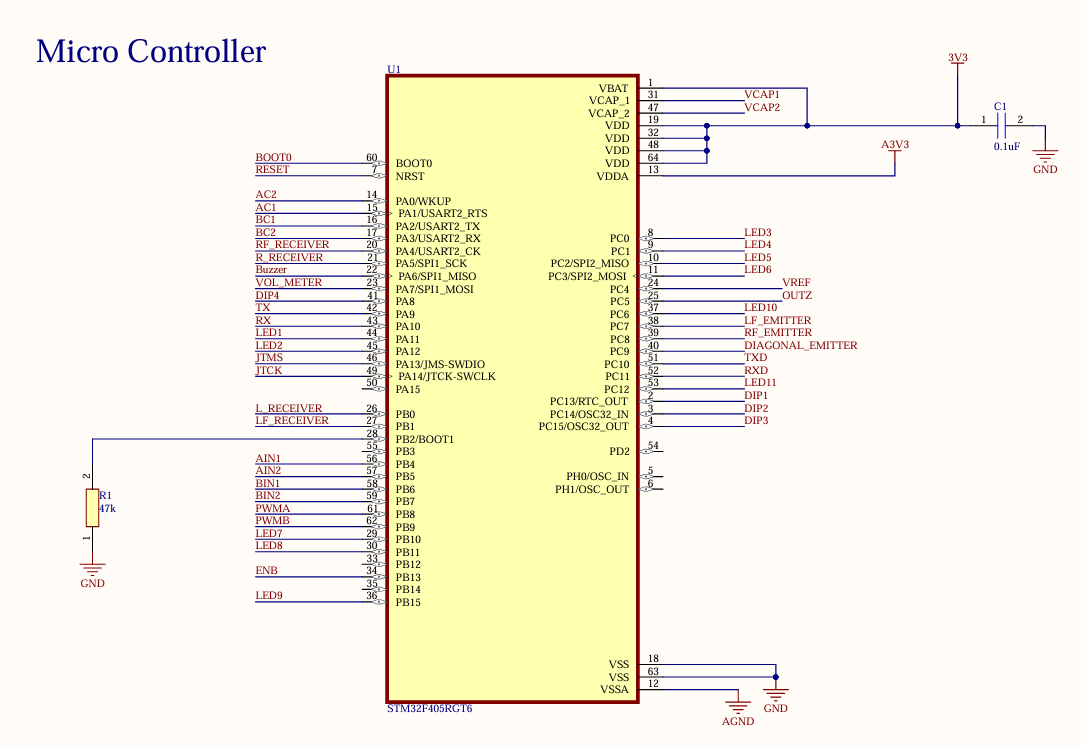 Micro Controller
U1
BOOT0 60 BOOT0
RESET 7 NRST
AC2 14 PA0/WKUP
AC1 15 PA1/USART2_RTS
BC1 16 PA2/USART2_TX
BC2 17 PA3/USART2_RX
RF_RECEIVER 20 PA4/USART2_CK
R_RECEIVER 21 PA5/SPI1_SCK
Buzzer 22 PA6/SPI1_MISO
VOL_METER 23 PA7/SPI1_MOSI
DIP4 41 PA8
TX 42 PA9
RX 43 PA10
LED1 44 PA11
LED2 45 PA12
JTMS 46 PA13/JMS-SWDIO
JTCK 49 PA14/JTCK-SWCLK
50 PA15
L_RECEIVER 26 PB0
LF_RECEIVER 27 PB1
28 PB2/BOOT1
55 PB3
AIN1 56 PB4
AIN2 57 PB5
BIN1 58 PB6
BIN2 59 PB7
PWMA 61 PB8
PWMB 62 PB9
LED7 29 PB10
LED8 30 PB11
33 PB12
ENB 34 PB13
35 PB14
LED9 36 PB15
2
R1
47k
1
GND
VBAT 1
VCAP_1 31 VCAP1
VCAP_2 47 VCAP2
VDD 19
VDD 32
VDD 48
VDD 64
VDDA 13
3V3
A3V3
C1
1 2
0.1uF
GND
PC0 8 LED3
PC1 9 LED4
PC2/SPI2_MISO 10 LED5
PC3/SPI2_MOSI 11 LED6
PC4 24 VREF
PC5 25 OUTZ
PC6 37 LED10
PC7 38 LF_EMITTER
PC8 39 RF_EMITTER
PC9 40 DIAGONAL_EMITTER
PC10 51 TXD
PC11 52 RXD
PC12 53 LED11
PC13/RTC_OUT 2 DIP1
PC14/OSC32_IN 3 DIP2
PC15/OSC32_OUT 4 DIP3
PD2 54
PH0/OSC_IN 5
PH1/OSC_OUT 6
VSS 18
VSS 63
VSSA 12
GND
AGND
STM32F405RGT6